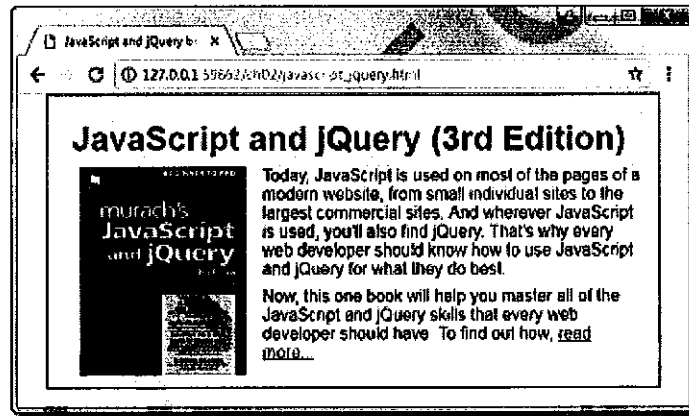 JavaScript and jQuery b
127.0.0.1:59663/ch02/javascript_jquery.html
JavaScript and jQuery (3rd Edition)
murach's
JavaScript
and jQuery
Today, JavaScript is used on most of the pages of a
modern website, from small individual sites to the
largest commercial sites. And wherever JavaScript
is used, you'll also find jQuery. That's why every
web developer should know how to use JavaScript
and jQuery for what they do best.
Now, this one book will help you master all of the
JavaScript and jQuery skills that every web
developer should have. To find out how, read
more...